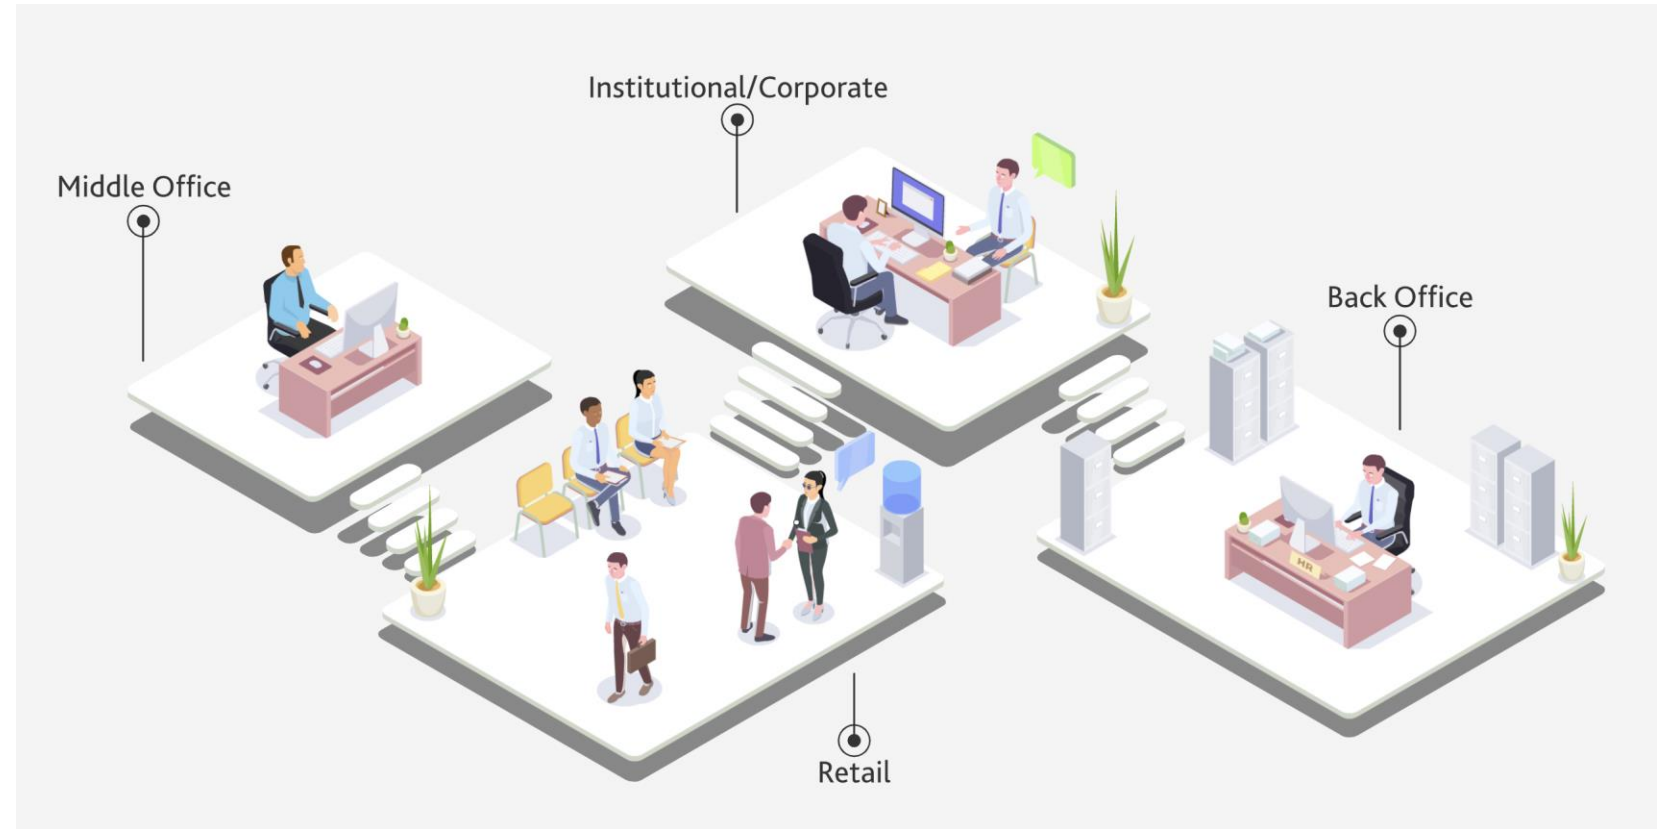 Institutional/Corporate
Middle Office
Back Office
HR
Retail